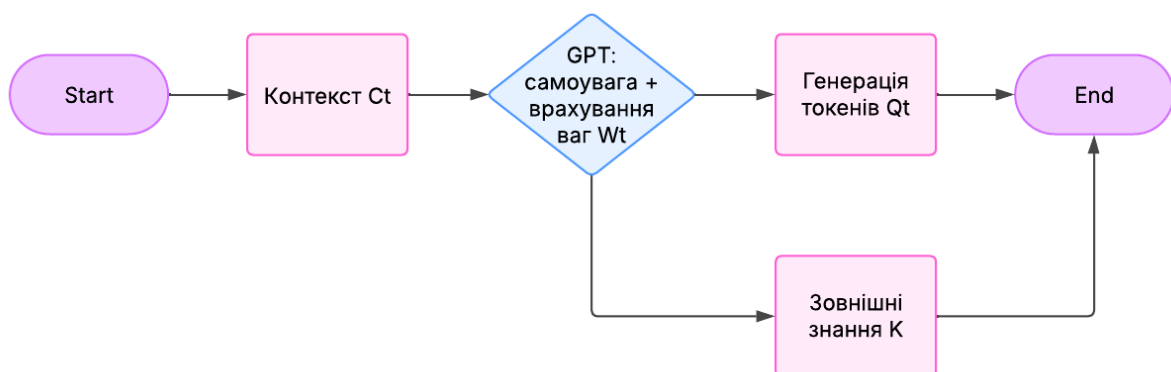 Start
Контекст Ct
GPT:
самоувага +
врахування
ваг Wt
Генерація
токенів Qt
End
Зовнішні
знання K